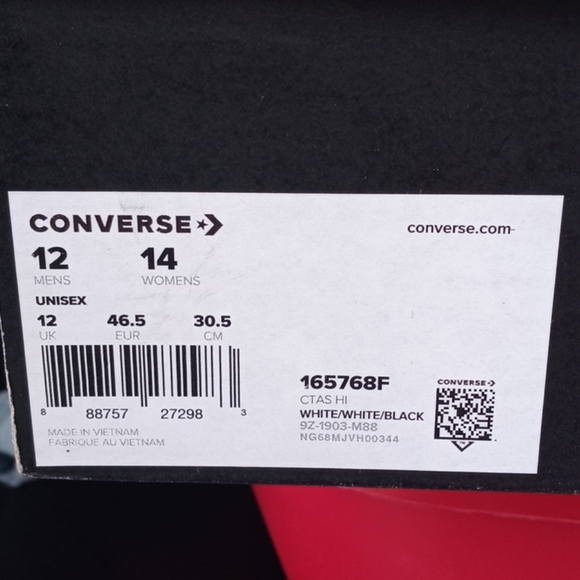 CONVERSE
converse.com
12 14
MENS WOMENS
UNISEX
12 46.5 30.5
UK EUR CM
8 88757 27298 3
MADE IN VIETNAM
FABRIQUE AU VIETNAM
165768F
CTAS HI
WHITE/WHITE/BLACK
9Z-1903-M88
NG68MJVH00344
CONVERSE